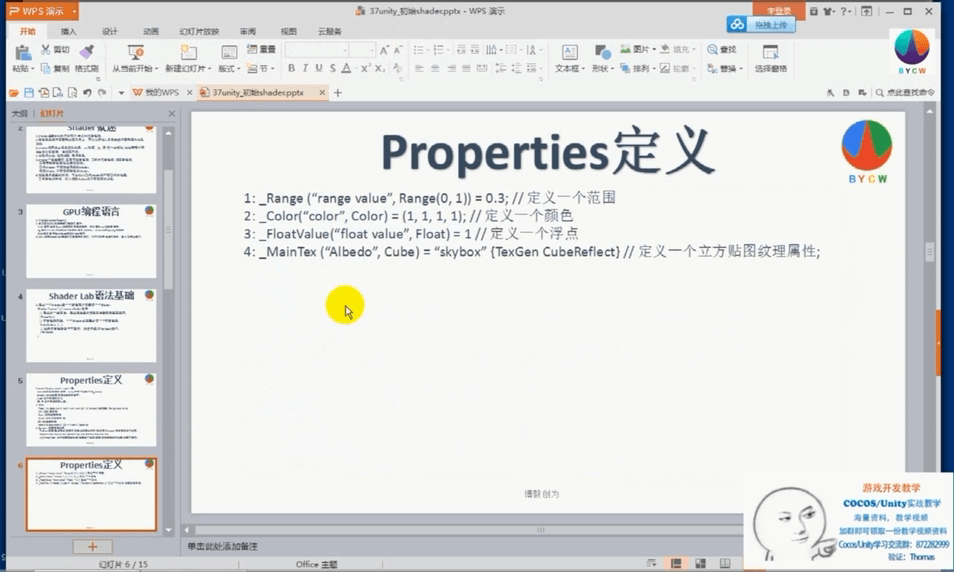 WPS 演示
37unity_初始shader.pptx - WPS 演示
未登录
拖拽上传
开始 插入 设计 动画 幻灯片放映 审阅 视图 云服务
粘贴 剪切 复制 格式刷 从当前开始 新建幻灯片 版式 重置 节 文本框 形状 图片 排列 填充 轮廓 查找 替换 选择窗格
B I U S A
BYCW
我的WPS 37unity_初始shader.pptx 点此查找命令
大纲 幻灯片
2
Shader 概述
3
GPU编程语言
4
Shader Lab语法基础
5
Properties定义
6
Properties定义
Properties定义
BYCW
1: _Range (“range value”, Range(0, 1)) = 0.3; // 定义一个范围
2: _Color(“color”, Color) = (1, 1, 1, 1); // 定义一个颜色
3: _FloatValue(“float value”, Float) = 1 // 定义一个浮点
4: _MainTex (“Albedo”, Cube) = “skybox” {TexGen CubeReflect} // 定义一个立方贴图纹理属性;
博毅创为
单击此处添加备注
幻灯片 6 / 15 Office 主题
游戏开发教学
COCOS/Unity实战教学
海量资料，教学视频
加群即可领取一份教学视频资料
Cocos/Unity学习交流群: 872282999
验证: Thomas